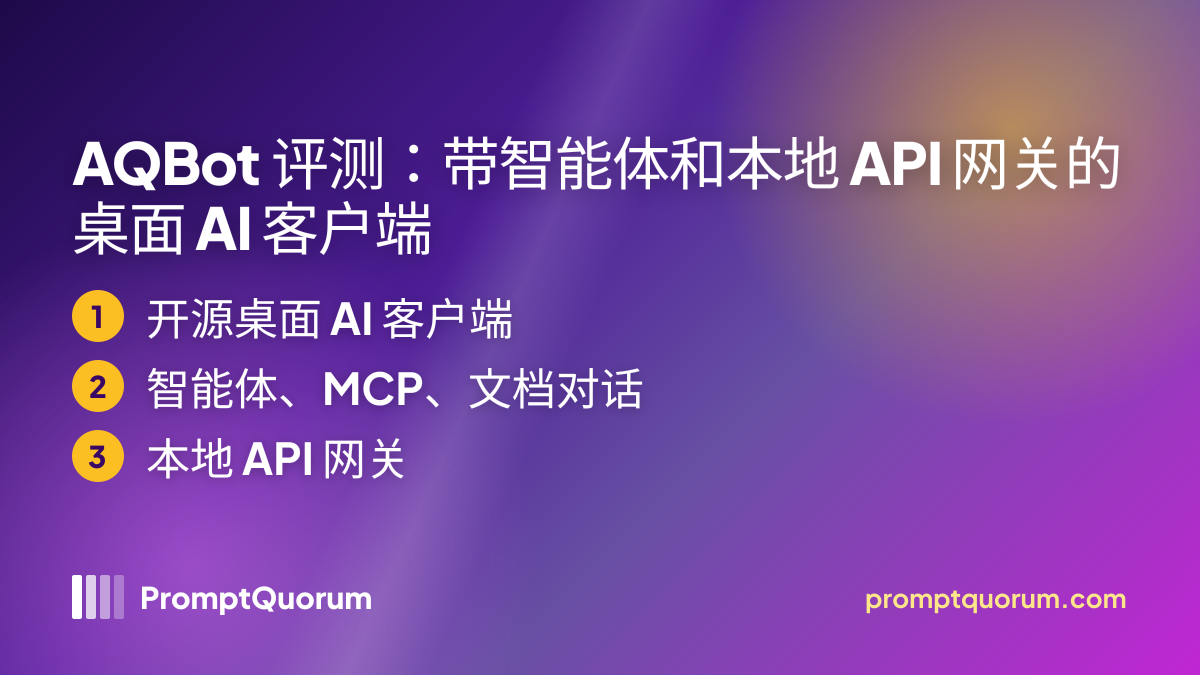 AQBot 评测：带智能体和本地 API 网关的
桌面 AI 客户端
1 开源桌面 AI 客户端
2 智能体、MCP、文档对话
3 本地 API 网关
PromptQuorum
promptquorum.com